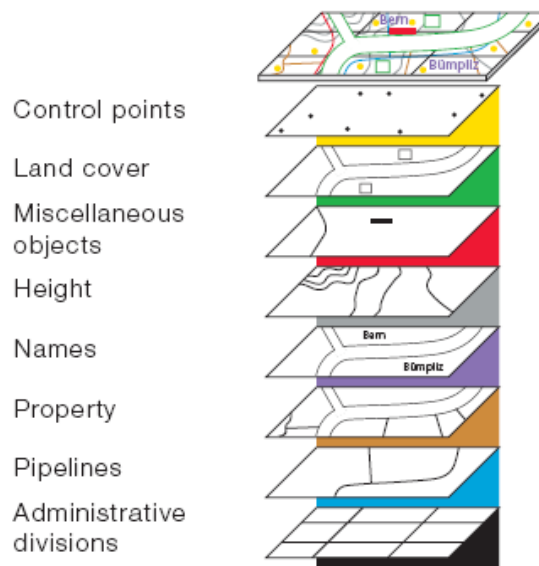 Bern
Bümpliz
Control points
Land cover
Miscellaneous
objects
Height
Names
Bern
Bümpliz
Property
Pipelines
Administrative
divisions